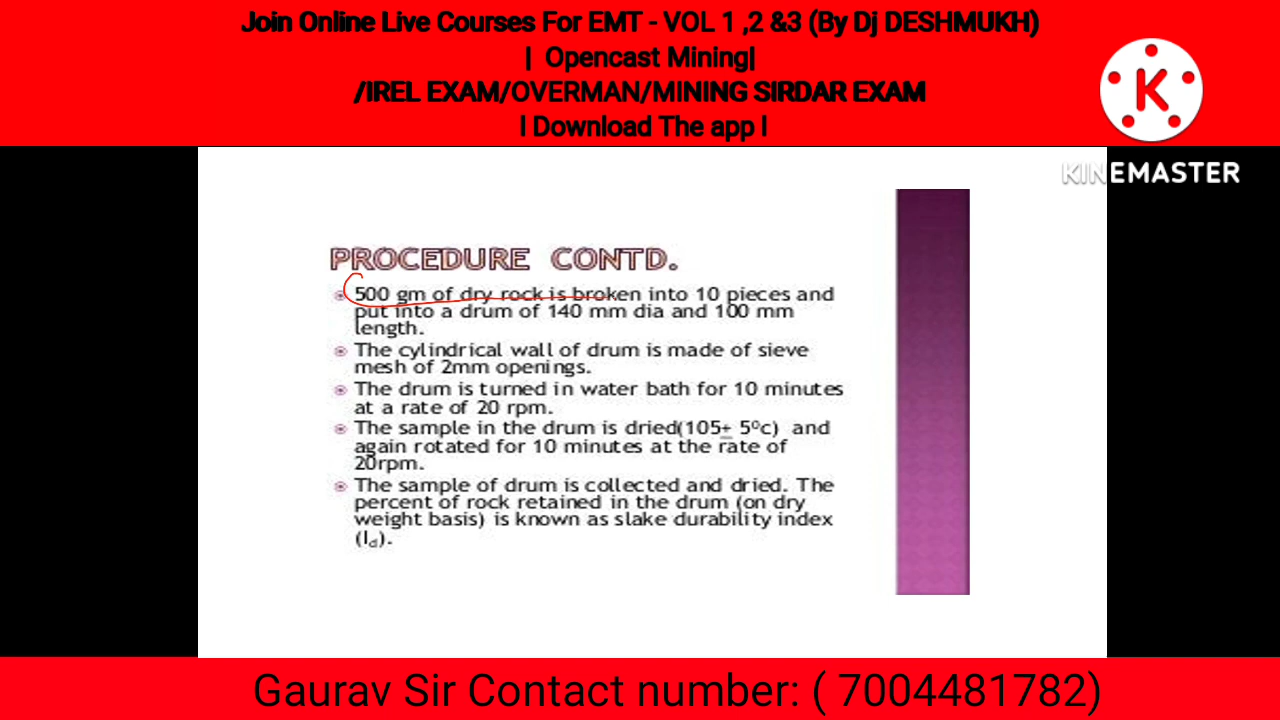 Join Online Live Courses For EMT - VOL 1 ,2 &3 (By Dj DESHMUKH)
| Opencast Mining|
/IREL EXAM/OVERMAN/MINING SIRDAR EXAM
l Download The app l
K
KINEMASTER
PROCEDURE CONTD.
500 gm of dry rock is broken into 10 pieces and
put into a drum of 140 mm dia and 100 mm
length.
The cylindrical wall of drum is made of sieve
mesh of 2mm openings.
The drum is turned in water bath for 10 minutes
at a rate of 20 rpm.
The sample in the drum is dried(105± 5⁰c) and
again rotated for 10 minutes at the rate of
20rpm.
The sample of drum is collected and dried. The
percent of rock retained in the drum (on dry
weight basis) is known as slake durability index
(Id).
Gaurav Sir Contact number: ( 7004481782)